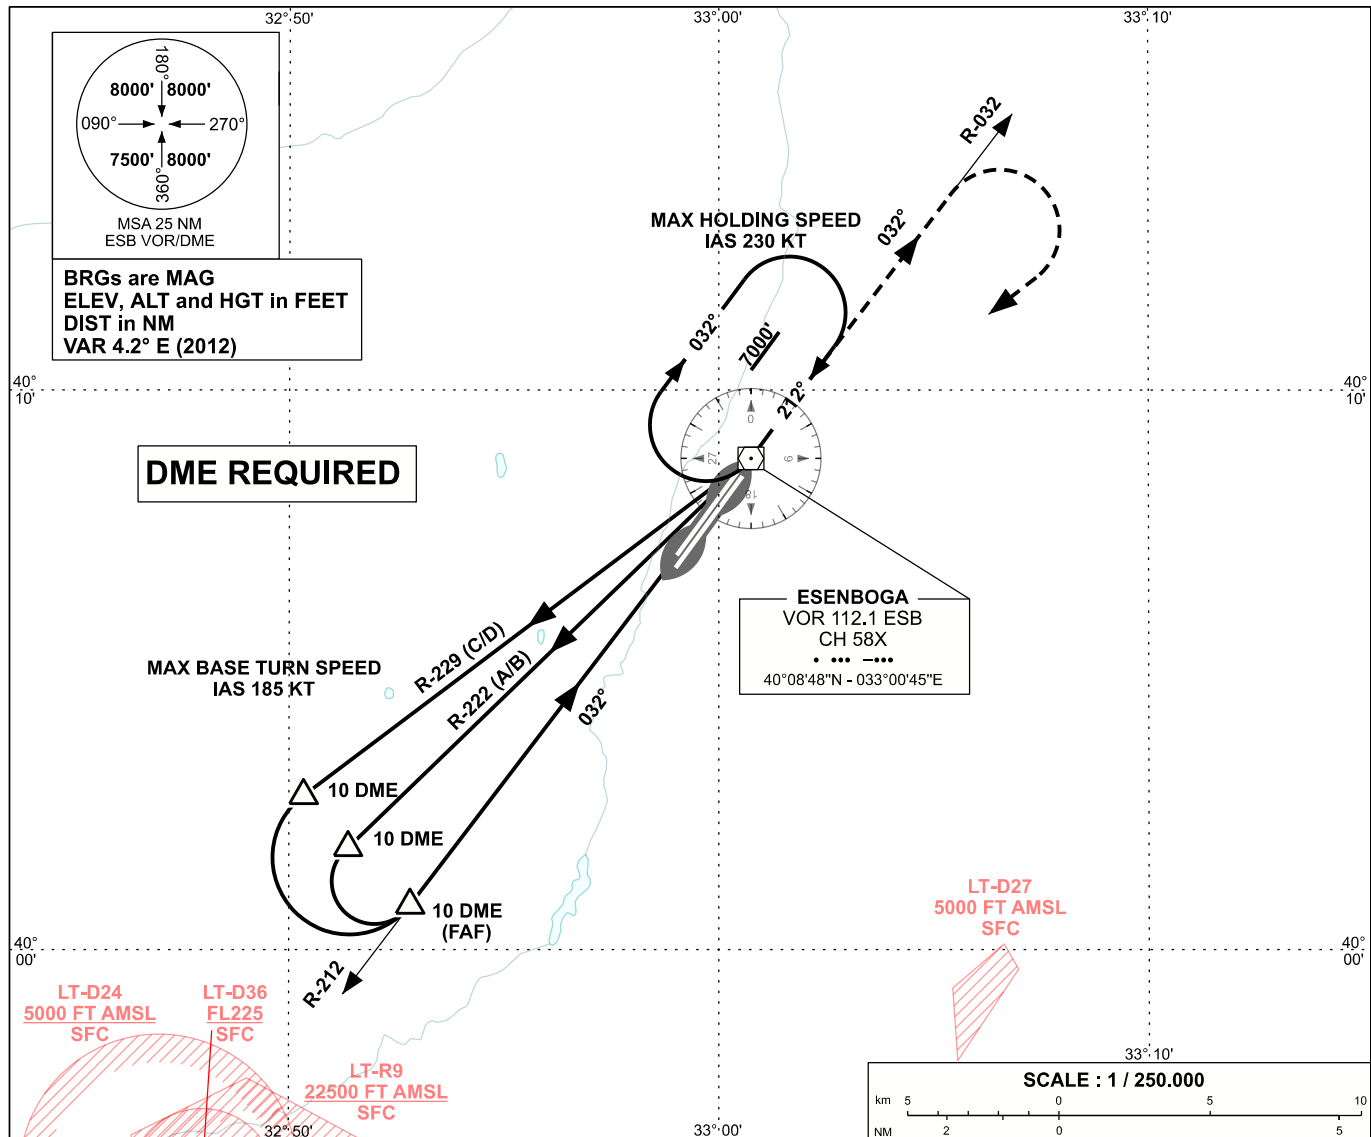 32°50'
33°00'
33°10'
180°
8000' 8000'
090° 270°
7500' 8000'
360°
MSA 25 NM
ESB VOR/DME
BRGs are MAG
ELEV, ALT and HGT in FEET
DIST in NM
VAR 4.2° E (2012)
R-032
MAX HOLDING SPEED
IAS 230 KT
032°
032°
7000'
212°
40°
10'
40°
10'
0
27
9
18
DME REQUIRED
ESENBOGA
VOR 112.1 ESB
CH 58X
• ••• –•••
40°08'48"N - 033°00'45"E
MAX BASE TURN SPEED
IAS 185 KT
R-229 (C/D)
R-222 (A/B)
032°
10 DME
10 DME
10 DME
(FAF)
R-212
40°
00'
40°
00'
LT-D27
5000 FT AMSL
SFC
LT-D24
5000 FT AMSL
SFC
LT-D36
FL225
SFC
LT-R9
22500 FT AMSL
SFC
32°50'
33°00'
33°10'
SCALE : 1 / 250.000
km 5 0 5 10
NM 2 0 5